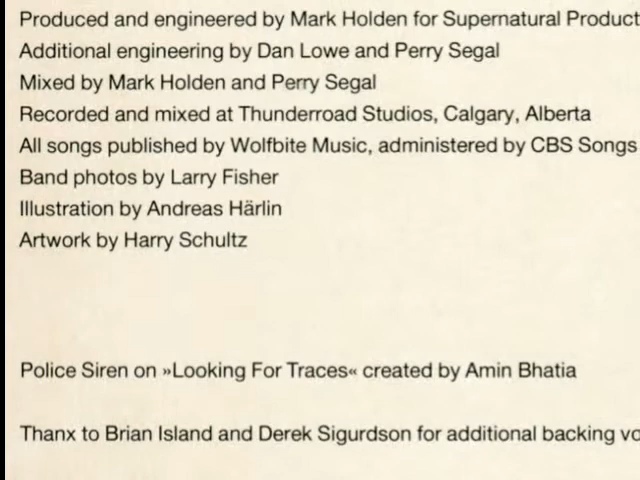 Produced and engineered by Mark Holden for Supernatural Product
Additional engineering by Dan Lowe and Perry Segal
Mixed by Mark Holden and Perry Segal
Recorded and mixed at Thunderroad Studios, Calgary, Alberta
All songs published by Wolfbite Music, administered by CBS Songs
Band photos by Larry Fisher
Illustration by Andreas Härlin
Artwork by Harry Schultz
Police Siren on »Looking For Traces« created by Amin Bhatia
Thanx to Brian Island and Derek Sigurdson for additional backing vo